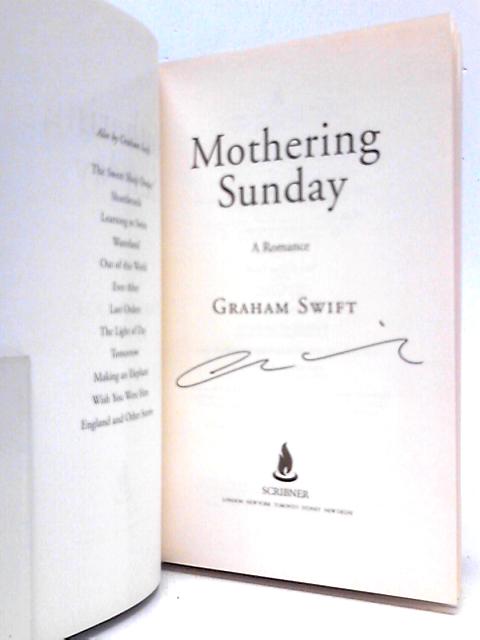 Also by Graham Swift
The Sweet Shop Owner
Shuttlecock
Learning to Swim
Waterland
Out of this World
Ever After
Last Orders
The Light of Day
Tomorrow
Making an Elephant
Wish You Were Here
England and Other Stories
Mothering
Sunday
A Romance
GRAHAM SWIFT
SCRIBNER
LONDON NEW YORK TORONTO SYDNEY NEW DELHI